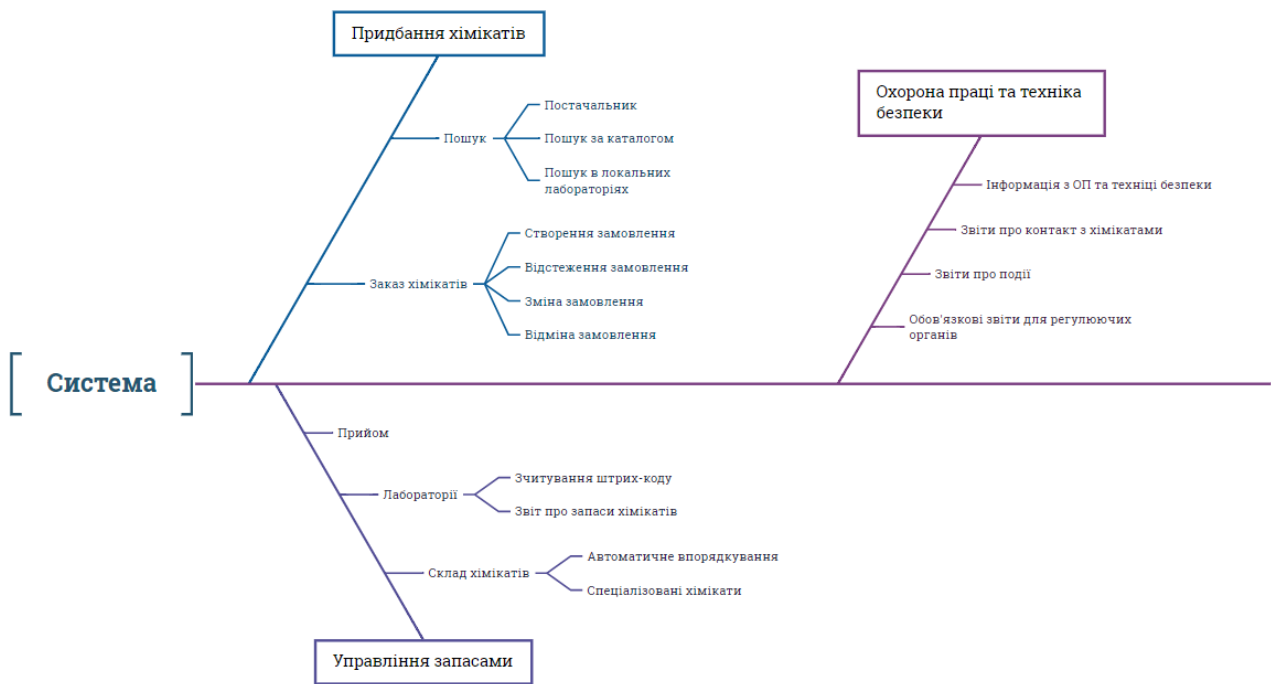 Придбання хімікатів
Охорона праці та техніка
безпеки
Постачальник
Пошук
Пошук за каталогом
Пошук в локальних
лабораторіях
Інформація з ОП та техніці безпеки
Звіти про контакт з хімікатами
Звіти про події
Обов'язкові звіти для регулюючих
органів
Створення замовлення
Відстеження замовлення
Заказ хімікатів
Зміна замовлення
Відміна замовлення
Система
Прийом
Зчитування штрих-коду
Лабораторії
Звіт про запаси хімікатів
Автоматичне впорядкування
Склад хімікатів
Спеціалізовані хімікати
Управління запасами